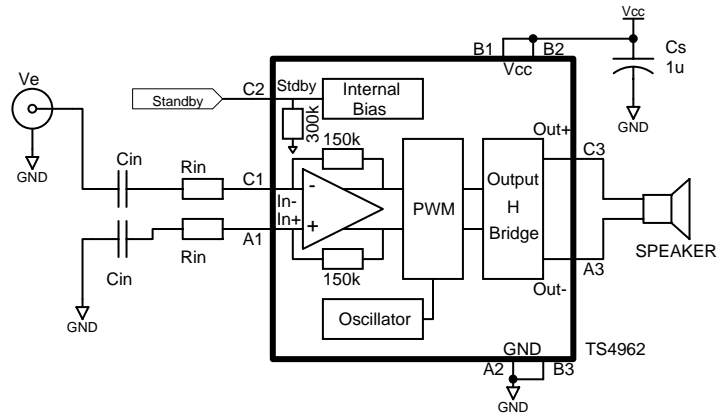 Vcc
B1
B2
Vcc
Cs
1u
GND
Ve
GND
Standby
C2
Stdby
300k
Internal
Bias
150k
Out+
C3
Cin
Rin
C1
-
In-
In+
+
PWM
Output
H
Bridge
A1
Rin
Cin
GND
150k
Oscillator
A3
Out-
SPEAKER
GND
A2
B3
TS4962
GND